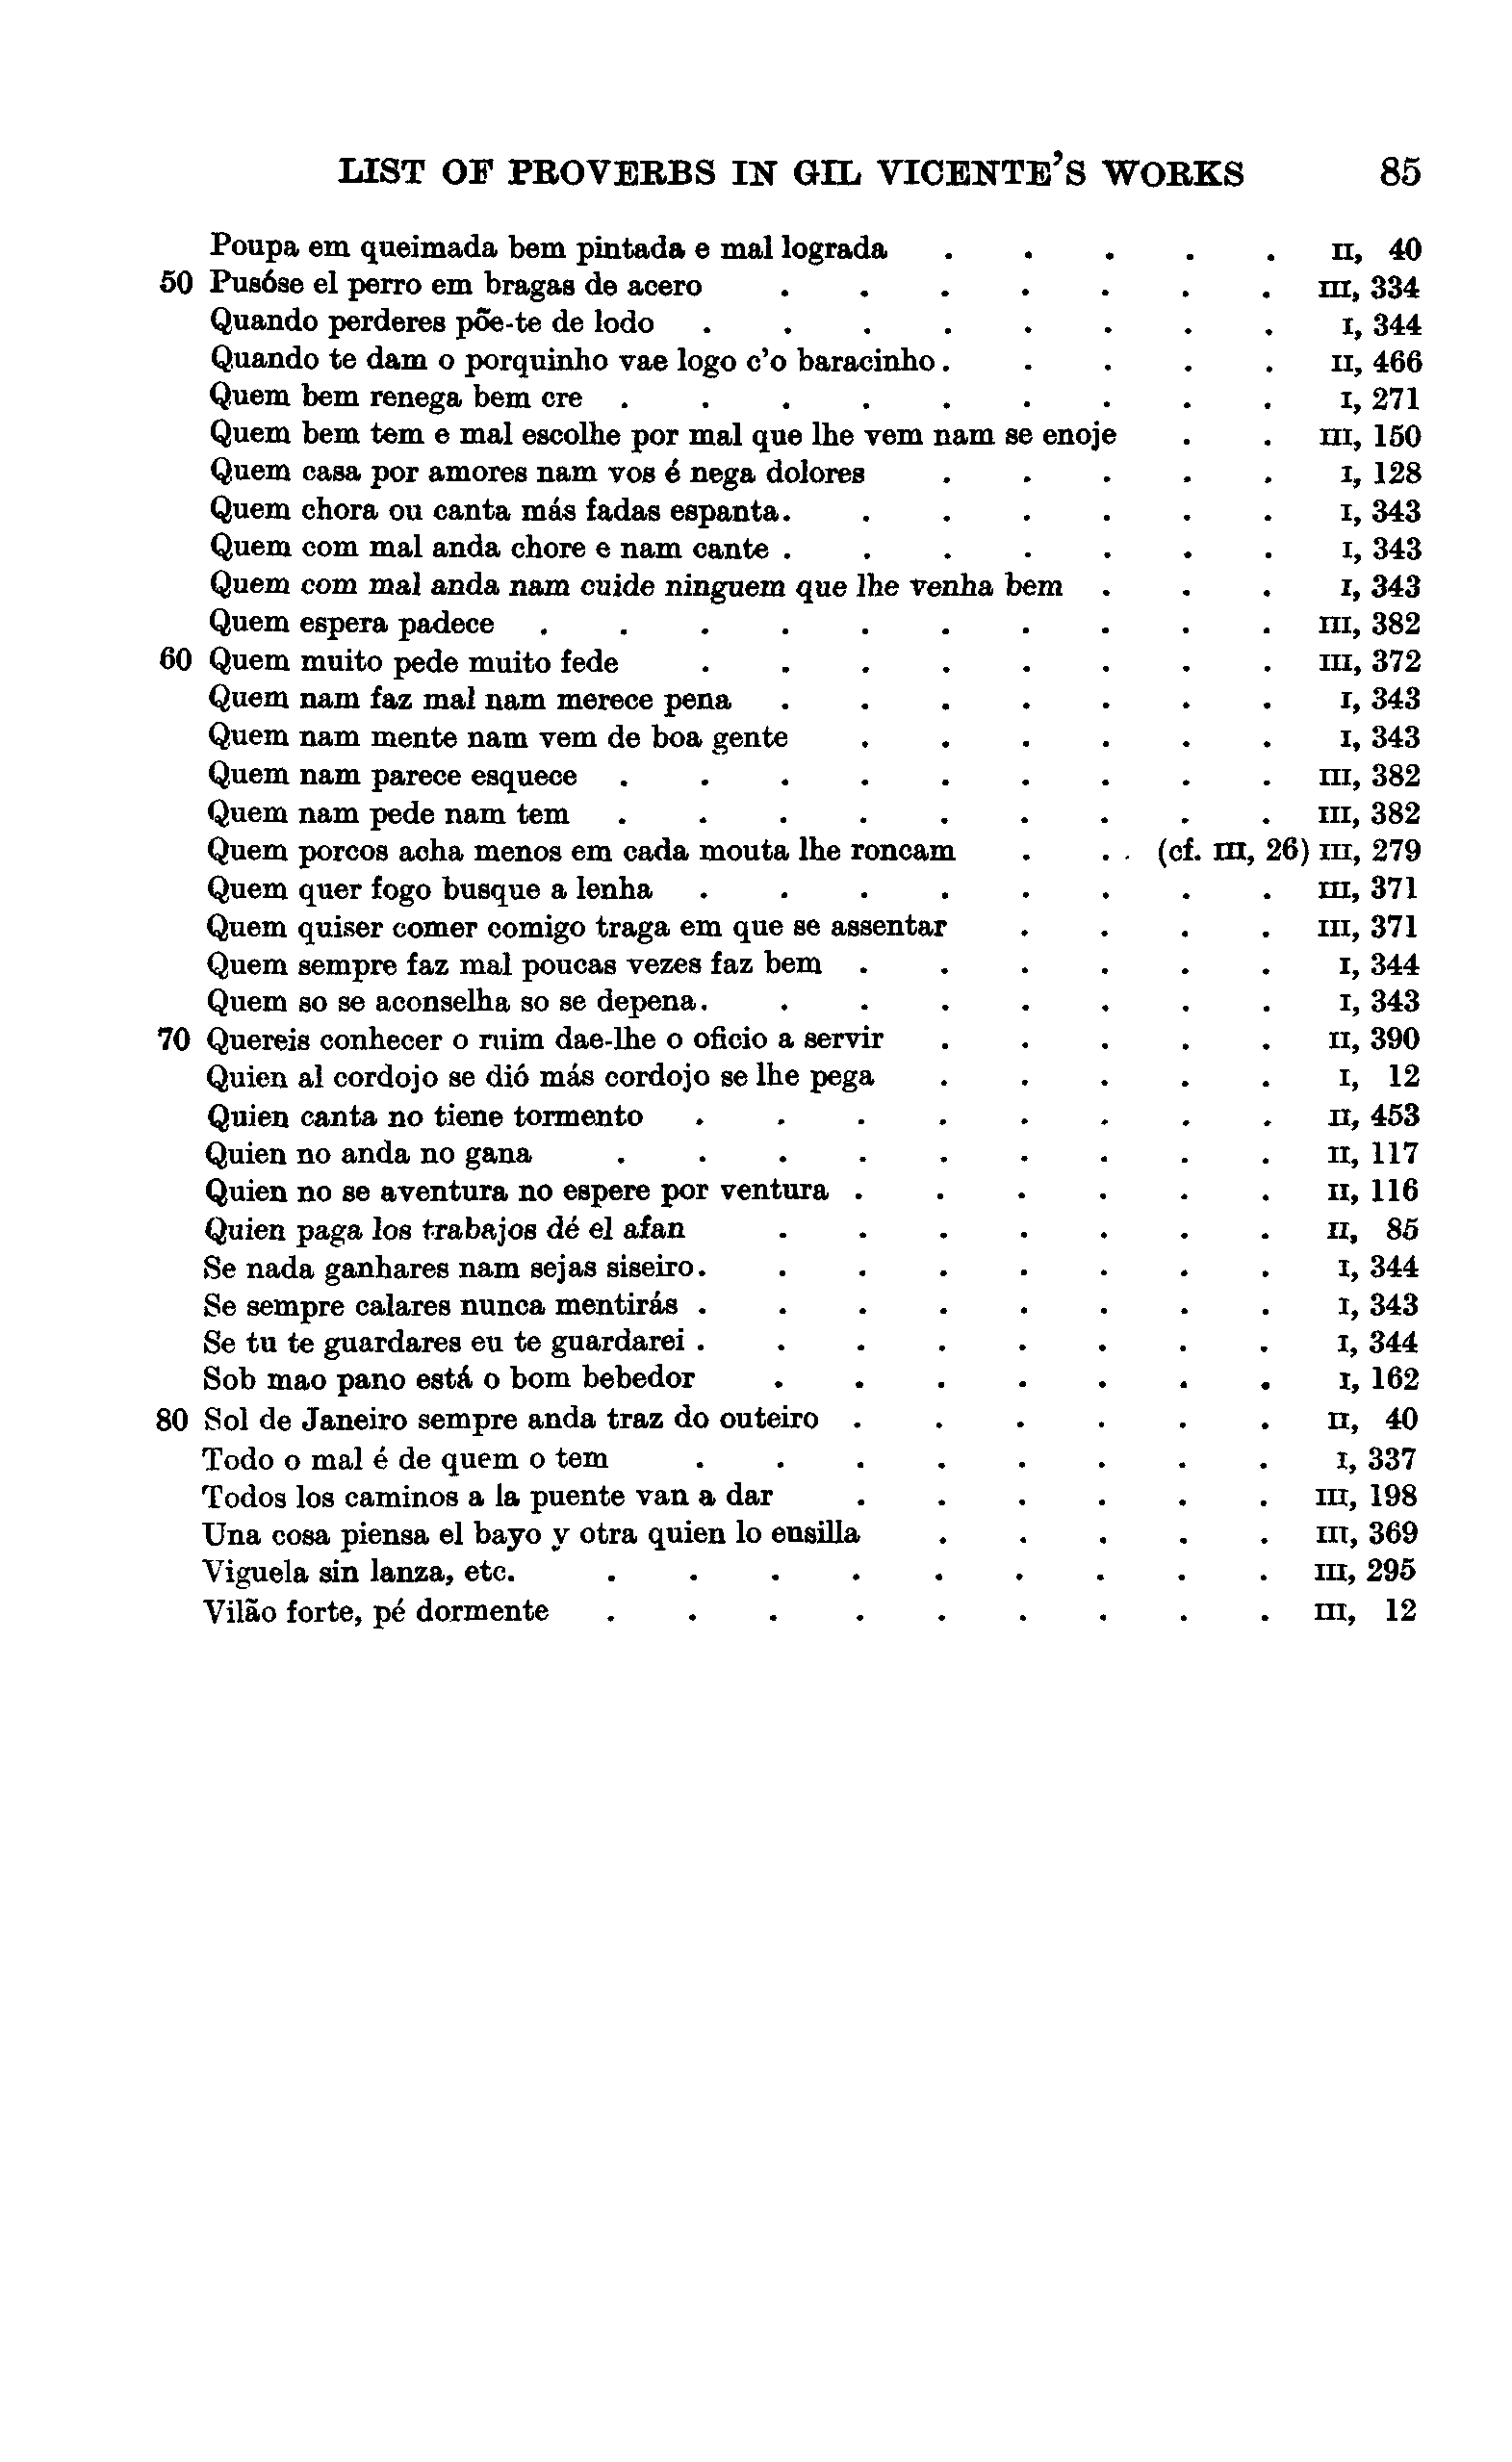 LIST OF PROVERBS IN GIL VICENTE'S WORKS 85
Poupa em queimada bem pintada e mal lograda . . . . . II, 40
50 Pusóse el perro em bragas de acero . . . . . . . III, 334
Quando perderes põe-te de lodo . . . . . . . . I, 344
Quando te dam o porquinho vae logo c'o baracinho . . . . . II, 466
Quem bem renega bem cre . . . . . . . . . I, 271
Quem bem tem e mal escolhe por mal que lhe vem nam se enoje . . III, 150
Quem casa por amores nam vos é nega dolores . . . . . I, 128
Quem chora ou canta más fadas espanta . . . . . . . I, 343
Quem com mal anda chore e nam cante . . . . . . . I, 343
Quem com mal anda nam cuide ninguem que lhe venha bem . . . I, 343
Quem espera padece . . . . . . . . . . III, 382
60 Quem muito pede muito fede . . . . . . . . III, 372
Quem nam faz mal nam merece pena . . . . . . . I, 343
Quem nam mente nam vem de boa gente . . . . . . I, 343
Quem nam parece esquece . . . . . . . . . III, 382
Quem nam pede nam tem . . . . . . . . . III, 382
Quem porcos acha menos em cada mouta lhe roncam . . . (cf. III, 26) III, 279
Quem quer fogo busque a lenha . . . . . . . . III, 371
Quem quiser comer comigo traga em que se assentar . . . . III, 371
Quem sempre faz mal poucas vezes faz bem . . . . . . I, 344
Quem so se aconselha so se depena . . . . . . . . I, 343
70 Quereis conhecer o ruim dae-lhe o oficio a servir . . . . . II, 390
Quien al cordojo se dió más cordojo se lhe pega . . . . . I, 12
Quien canta no tiene tormento . . . . . . . . II, 453
Quien no anda no gana . . . . . . . . . II, 117
Quien no se aventura no espere por ventura . . . . . . II, 116
Quien paga los trabajos dé el afan . . . . . . . II, 85
Se nada ganhares nam sejas siseiro . . . . . . . . I, 344
Se sempre calares nunca mentirás . . . . . . . . I, 343
Se tu te guardares eu te guardarei . . . . . . . . I, 344
Sob mao pano está o bom bebedor . . . . . . . I, 162
80 Sol de Janeiro sempre anda traz do outeiro . . . . . . II, 40
Todo o mal é de quem o tem . . . . . . . . I, 337
Todos los caminos a la puente van a dar . . . . . . III, 198
Una cosa piensa el bayo y otra quien lo ensilla . . . . . III, 369
Viguela sin lanza, etc. . . . . . . . . . III, 295
Vilão forte, pé dormente . . . . . . . . . III, 12